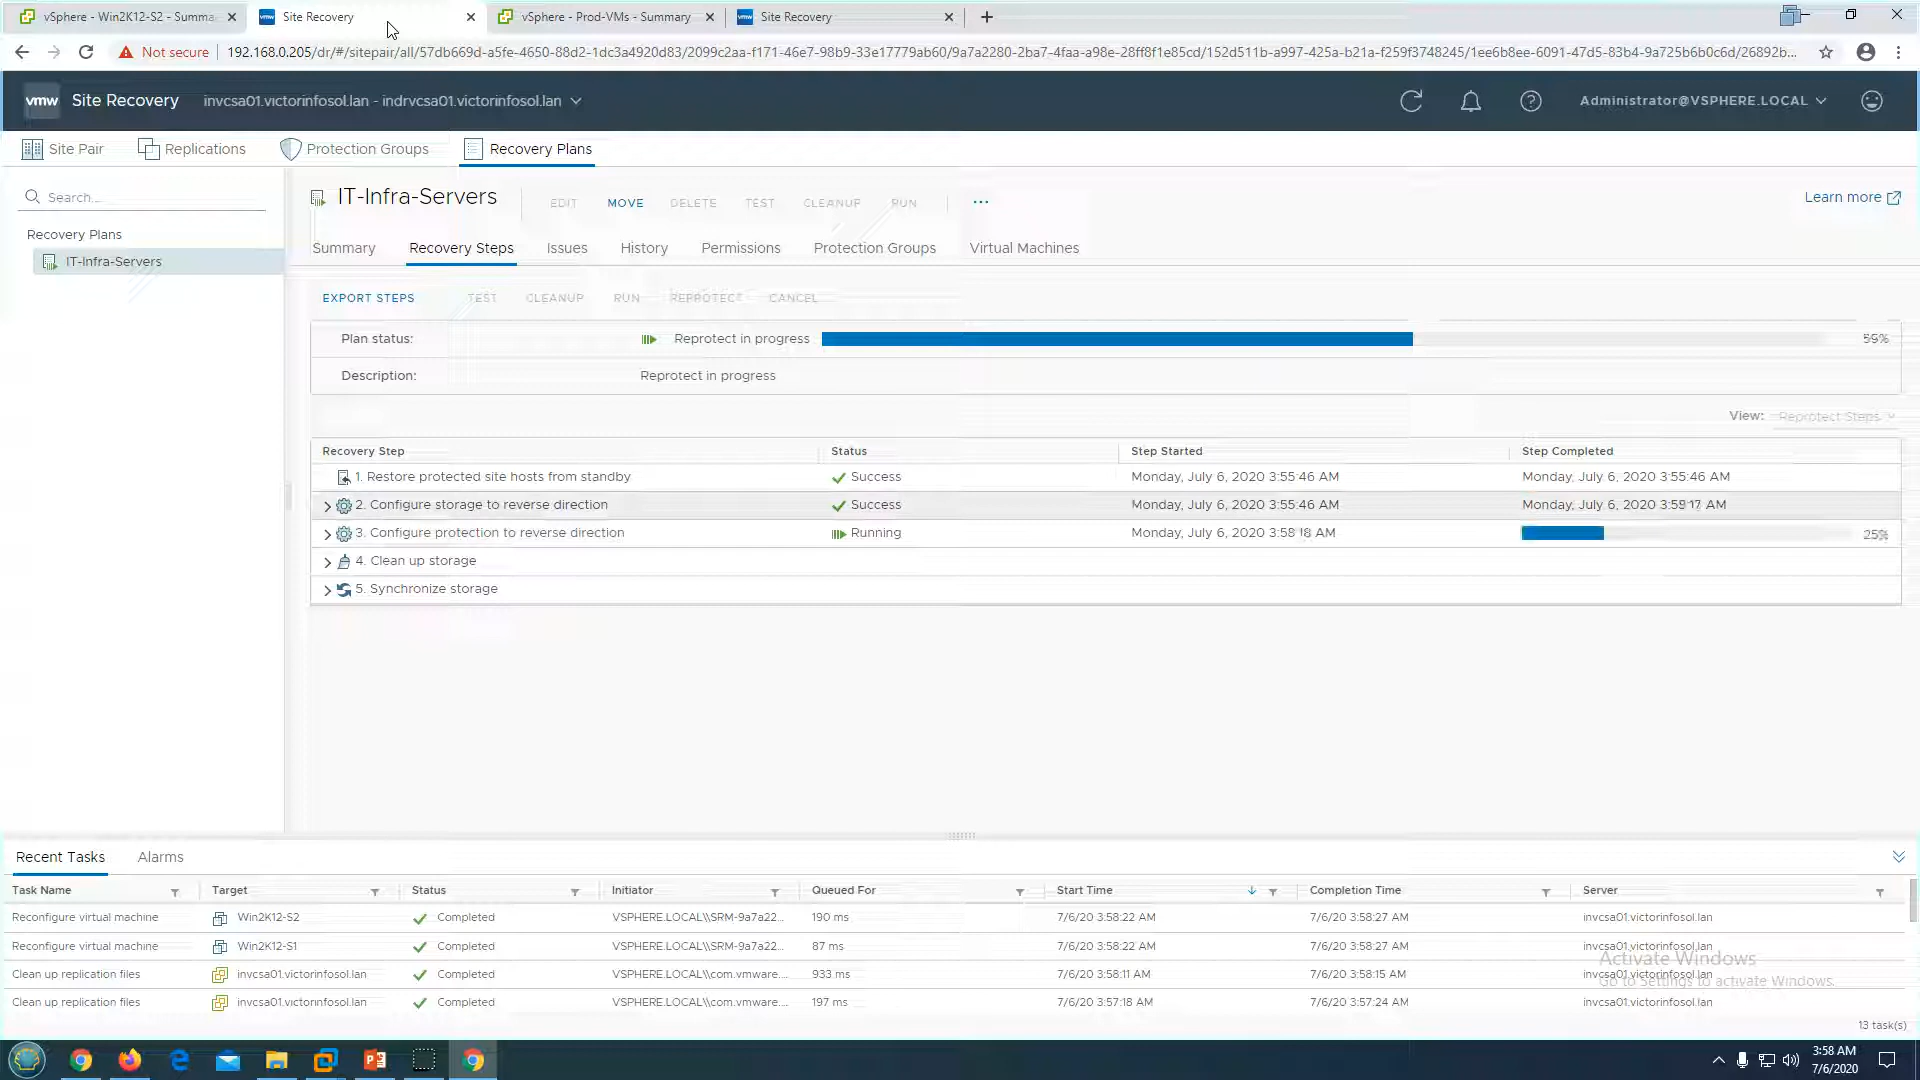 vSphere - Win2K12-S2 - Summa
Site Recovery
vSphere - Prod-VMs - Summary
Site Recovery
Not secure
192.168.0.205/dr/#/sitepair/all/57db669d-a5fe-4650-88d2-1dc3a4920d83/2099c2aa-f171-46e7-98b9-33e17779ab60/9a7a2280-2ba7-4faa-a98e-28ff8f1e85cd/152d511b-a997-425a-b21a-f259f3748245/1ee6b8ee-6091-47d5-83b4-9a725b6b0c6d/26892b...
vmw Site Recovery invcsa01.victorinfosol.lan - indrvcsa01.victorinfosol.lan Administrator@VSPHERE.LOCAL
Site Pair Replications Protection Groups Recovery Plans
Search...
Recovery Plans
IT-Infra-Servers
IT-Infra-Servers EDIT MOVE DELETE TEST CLEANUP RUN ...
Learn more
Summary Recovery Steps Issues History Permissions Protection Groups Virtual Machines
EXPORT STEPS TEST CLEANUP RUN REPROTECT CANCEL
Plan status: Reprotect in progress
Description: Reprotect in progress
View: Reprotect Steps
Recovery Step Status Step Started Step Completed
1. Restore protected site hosts from standby Success Monday, July 6, 2020 3:55:46 AM Monday, July 6, 2020 3:55:46 AM
2. Configure storage to reverse direction Success Monday, July 6, 2020 3:55:46 AM Monday, July 6, 2020
3. Configure protection to reverse direction Running Monday, July 6, 2020 3:58:18 AM 25%
4. Clean up storage
5. Synchronize storage
Recent Tasks Alarms
Task Name Target Status Initiator Queued For Start Time Completion Time Server
Reconfigure virtual machine Win2K12-S2 Completed VSPHERE.LOCAL\\SRM-9a7a22... 190 ms 7/6/20 3:58:22 AM 7/6/20 3:58:27 AM invcsa01.victorinfosol.lan
Reconfigure virtual machine Win2K12-S1 Completed VSPHERE.LOCAL\\SRM-9a7a22... 87 ms 7/6/20 3:58:22 AM 7/6/20 3:58:27 AM invcsa01.victorinfosol.lan
Clean up replication files invcsa01.victorinfosol.lan Completed VSPHERE.LOCAL\\com.vmware.... 933 ms 7/6/20 3:58:11 AM 7/6/20 3:58:15 AM invcsa01.victorinfosol.lan
Clean up replication files invcsa01.victorinfosol.lan Completed VSPHERE.LOCAL\\com.vmware.... 197 ms 7/6/20 3:57:18 AM 7/6/20 3:57:24 AM invcsa01.victorinfosol.lan
Activate Windows
Go to Settings to activate Windows.
13 task(s)
3:58 AM
7/6/2020